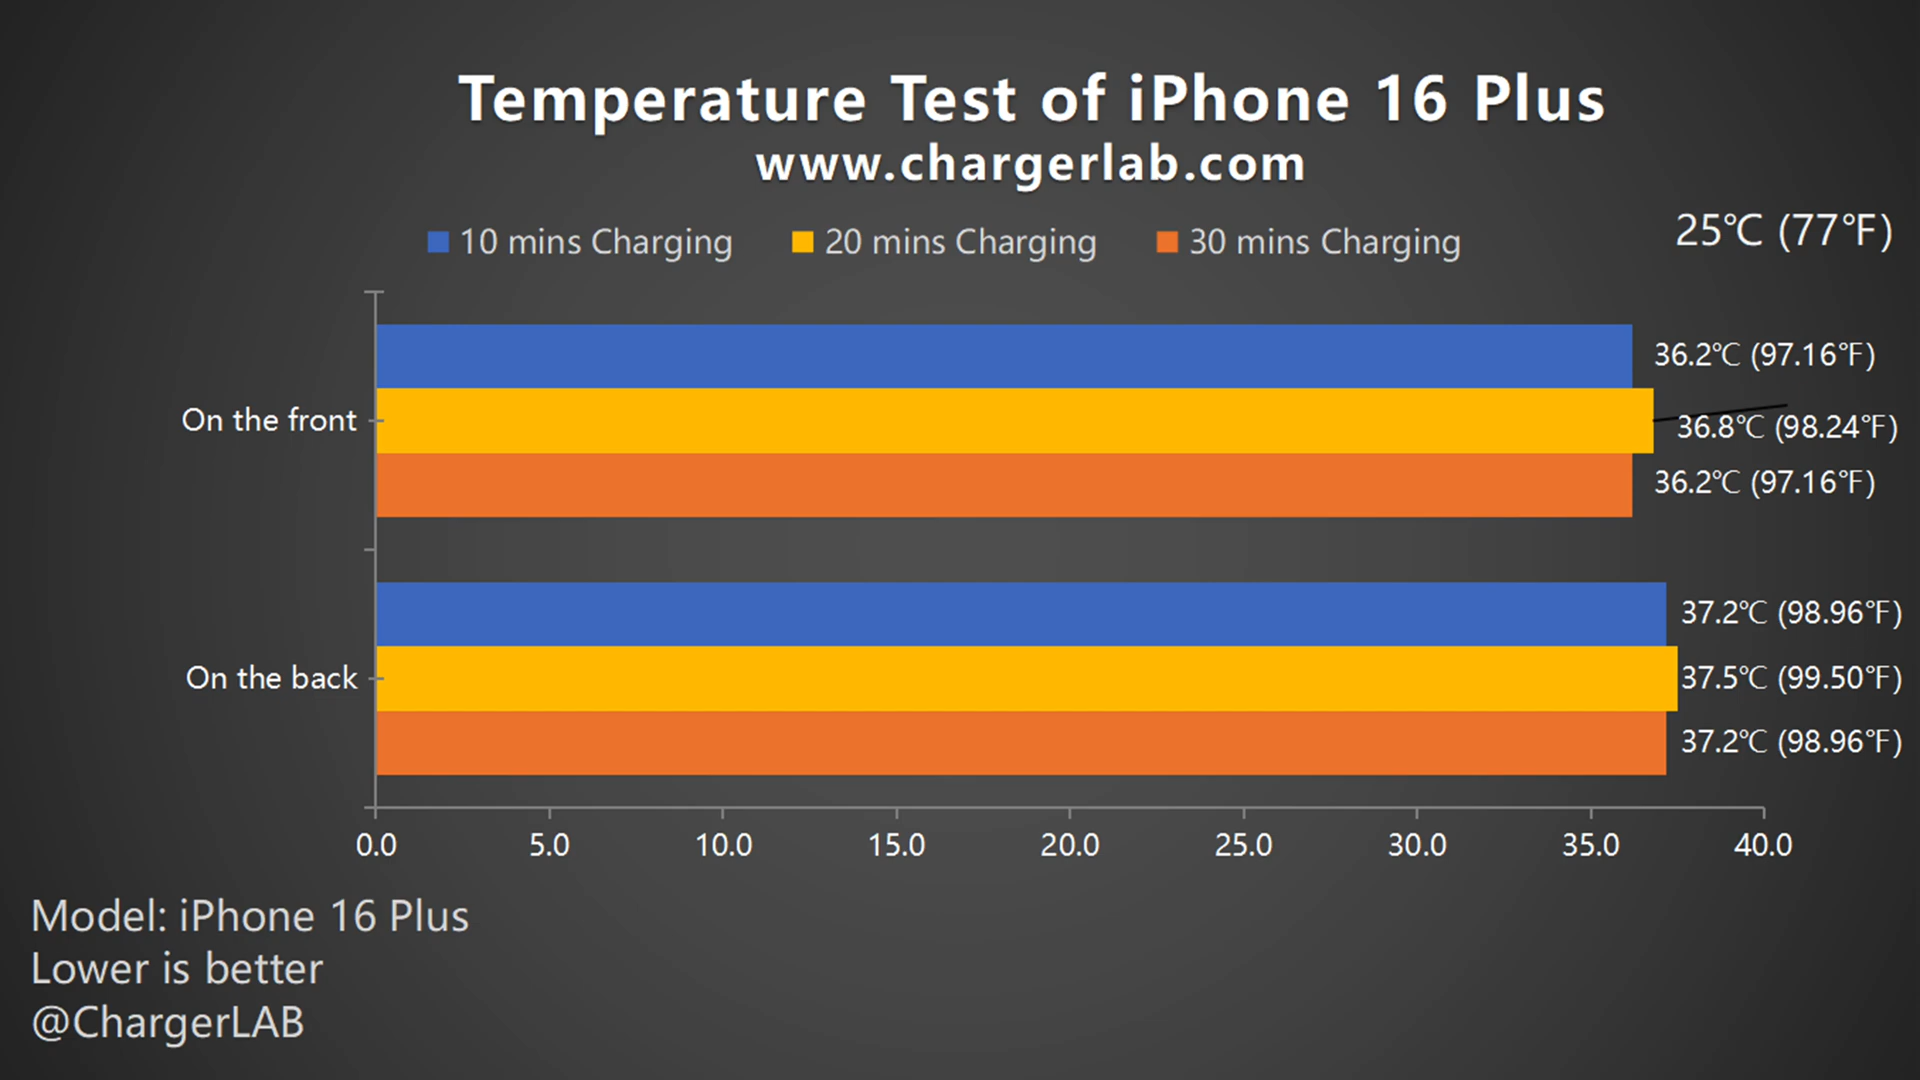 Temperature Test of iPhone 16 Plus
www.chargerlab.com
10 mins Charging 20 mins Charging 30 mins Charging
25℃ (77℉)
36.2℃ (97.16℉)
On the front
36.8℃ (98.24℉)
36.2℃ (97.16℉)
37.2℃ (98.96℉)
On the back
37.5℃ (99.50℉)
37.2℃ (98.96℉)
0.0 5.0 10.0 15.0 20.0 25.0 30.0 35.0 40.0
Model: iPhone 16 Plus
Lower is better
@ChargerLAB